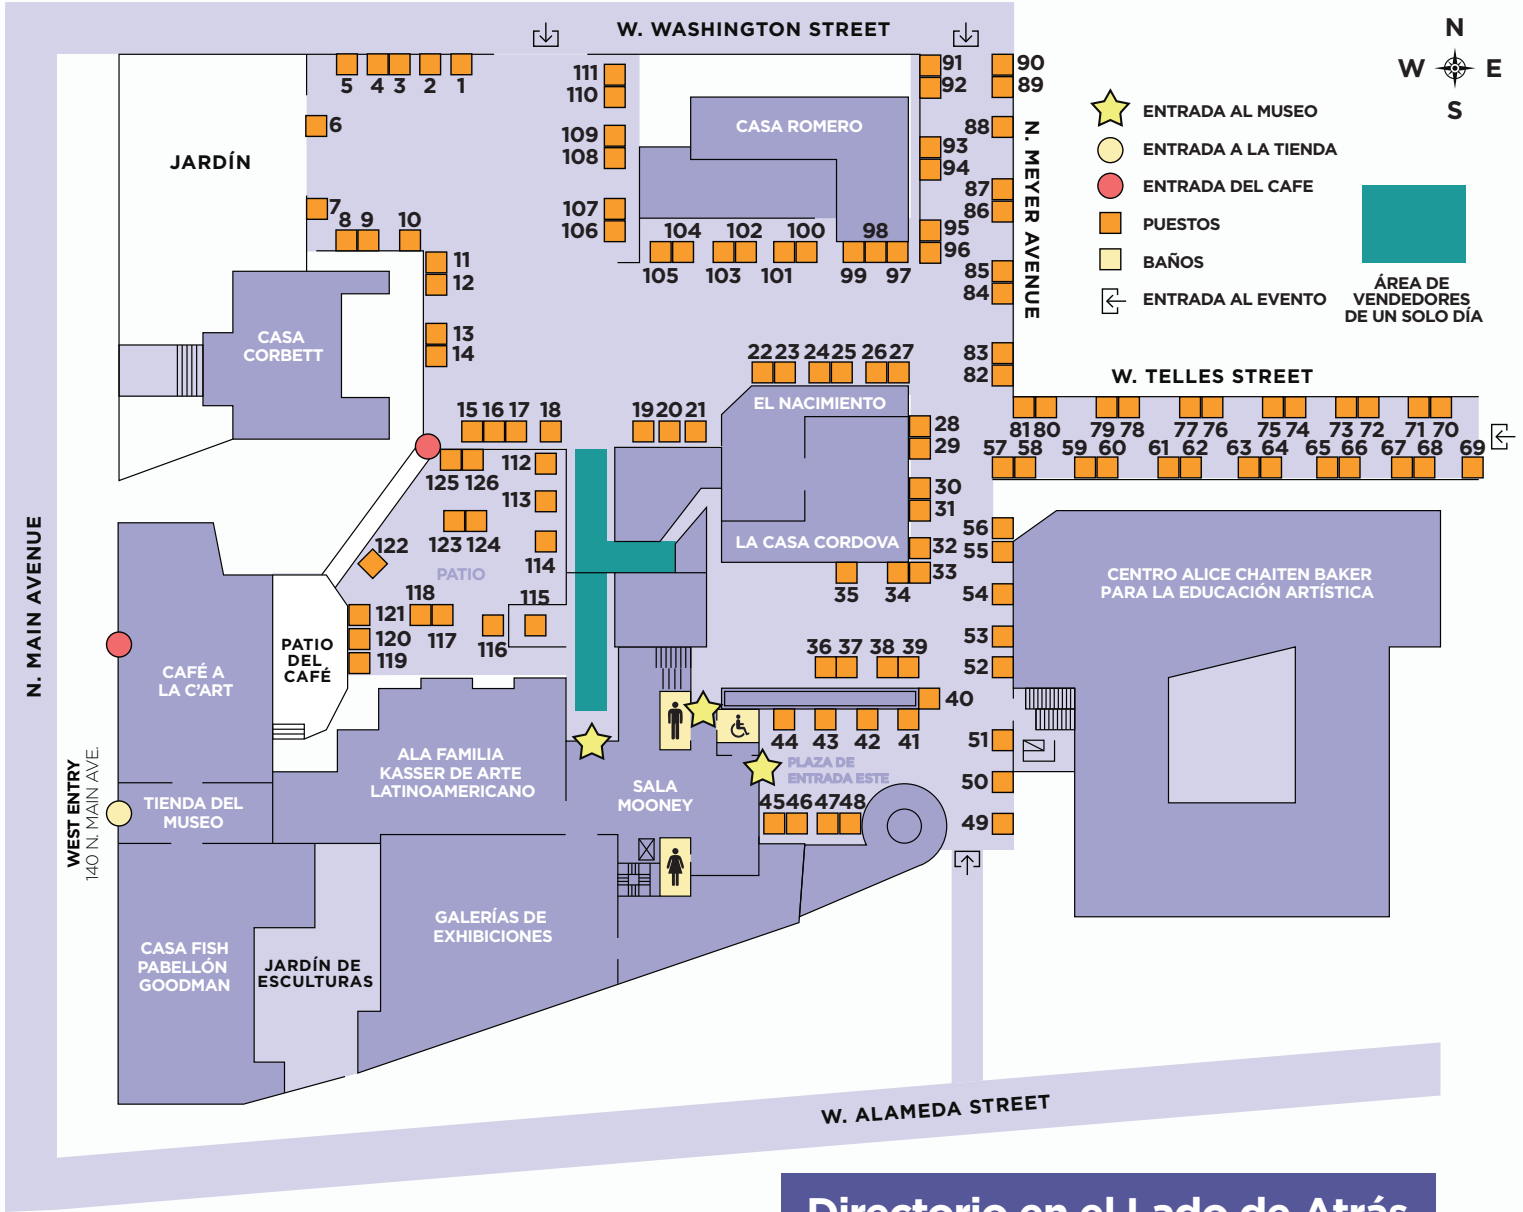 W. WASHINGTON STREET
N
W E
S
ENTRADA AL MUSEO
ENTRADA A LA TIENDA
ENTRADA DEL CAFE
PUESTOS
BAÑOS
ENTRADA AL EVENTO
ÁREA DE
VENDEDORES
DE UN SOLO DÍA
5 4 3 2 1
6
JARDÍN
7
8 9 10
11
12
13
14
CASA
CORBETT
111
110
109
108
107
106
CASA ROMERO
104 102 100 98
105 103 101 99 97
91
92
93
94
95
96
90
89
88
87
86
85
84
83
82
N. MEYER AVENUE
W. TELLES STREET
81 80 79 78 77 76 75 74 73 72 71 70
57 58 59 60 61 62 63 64 65 66 67 68 69
22 23 24 25 26 27
EL NACIMIENTO
15 16 17 18
19 20 21
28
29
30
31
32
33
34
35
LA CASA CORDOVA
112
113
114
125 126
123 124
122
PATIO
115
116
118
117
121
120
119
PATIO
DEL
CAFÉ
56
55
54
53
52
51
50
49
CENTRO ALICE CHAITEN BAKER
PARA LA EDUCACIÓN ARTÍSTICA
36 37 38 39
40
44 43 42 41
PLAZA DE
ENTRADA ESTE
45 46 47 48
N. MAIN AVENUE
CAFÉ A
LA C'ART
ALA FAMILIA
KASSER DE ARTE
LATINOAMERICANO
SALA
MOONEY
TIENDA DEL
MUSEO
WEST ENTRY
140 N. MAIN AVE.
GALERÍAS DE
EXHIBICIONES
CASA FISH
PABELLÓN
GOODMAN
JARDÍN DE
ESCULTURAS
W. ALAMEDA STREET
Directorio en el Lado de Atrás